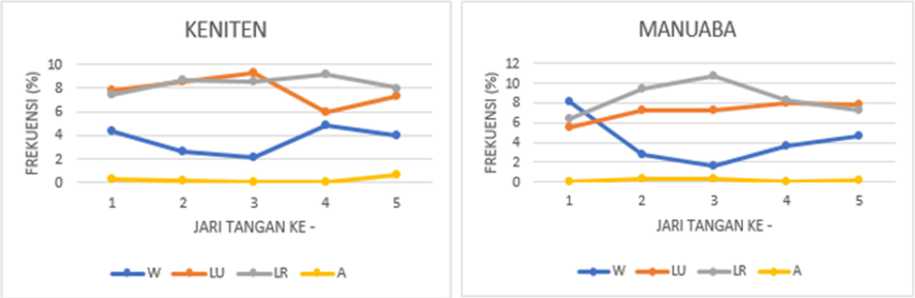 KENITEN
FREKUENSI (%)
10
8
6
4
2
0
1 2 3 4 5
JARI TANGAN KE -
W LU LR A
MANUABA
FREKUENSI (%)
12
10
8
6
4
2
0
1 2 3 4 5
JARI TANGAN KE -
W LU LR A